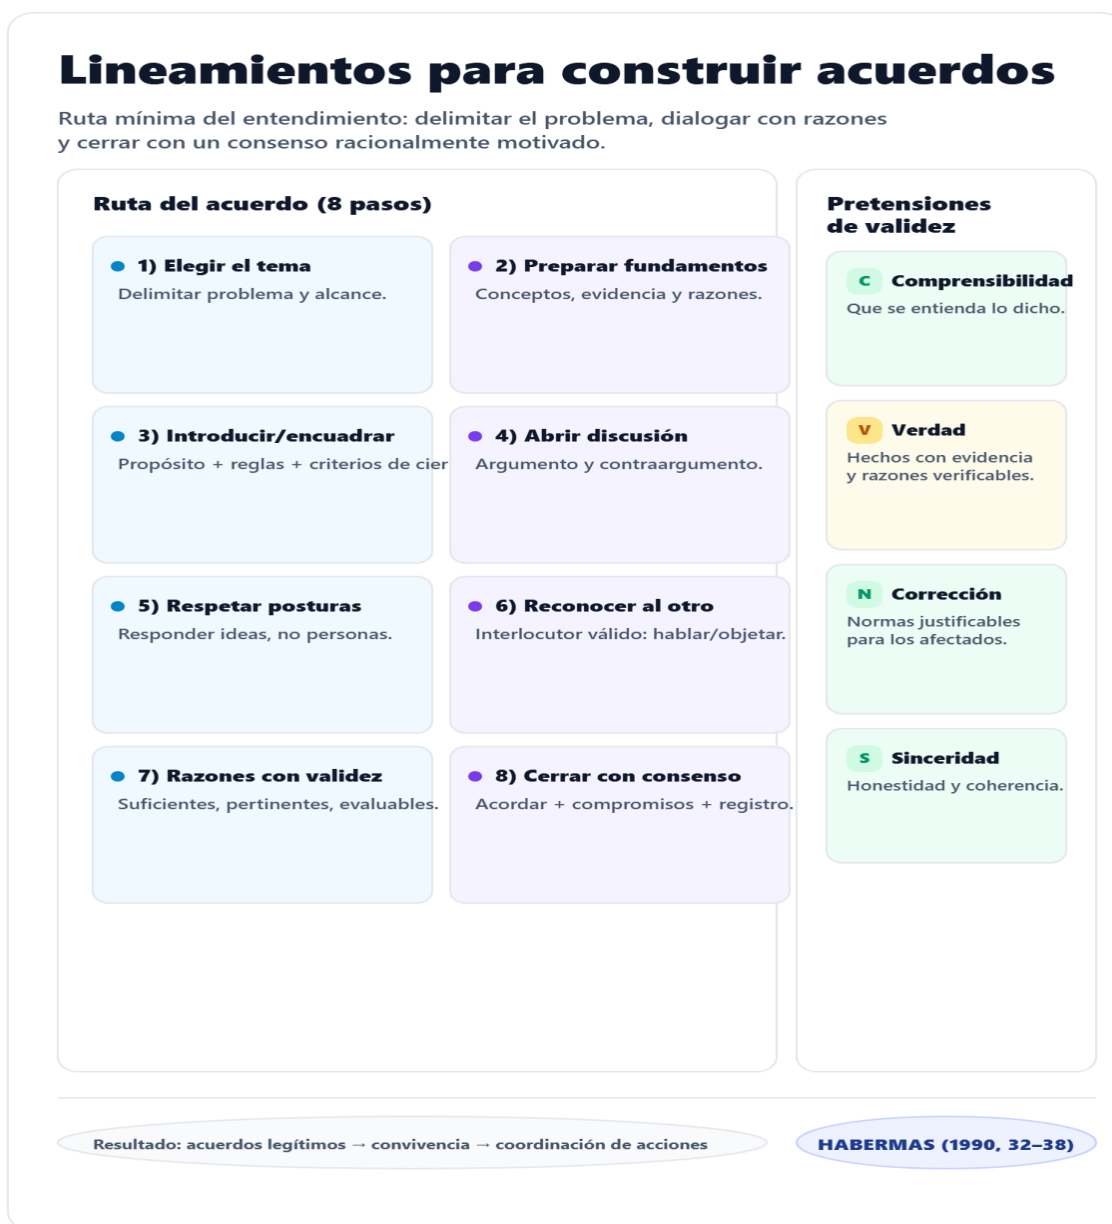 Lineamientos para construir acuerdos
Ruta mínima del entendimiento: delimitar el problema, dialogar con razones
y cerrar con un consenso racionalmente motivado.
Ruta del acuerdo (8 pasos)
1) Elegir el tema
Delimitar problema y alcance.
2) Preparar fundamentos
Conceptos, evidencia y razones.
3) Introducir/encuadrar
Propósito + reglas + criterios de cier
4) Abrir discusión
Argumento y contraargumento.
5) Respetar posturas
Responder ideas, no personas.
6) Reconocer al otro
Interlocutor válido: hablar/objetar.
7) Razones con validez
Suficientes, pertinentes, evaluables.
8) Cerrar con consenso
Acordar + compromisos + registro.
Pretensiones
de validez
C Comprensibilidad
Que se entienda lo dicho.
V Verdad
Hechos con evidencia
y razones verificables.
N Corrección
Normas justificables
para los afectados.
S Sinceridad
Honestidad y coherencia.
Resultado: acuerdos legítimos → convivencia → coordinación de acciones
HABERMAS (1990, 32–38)